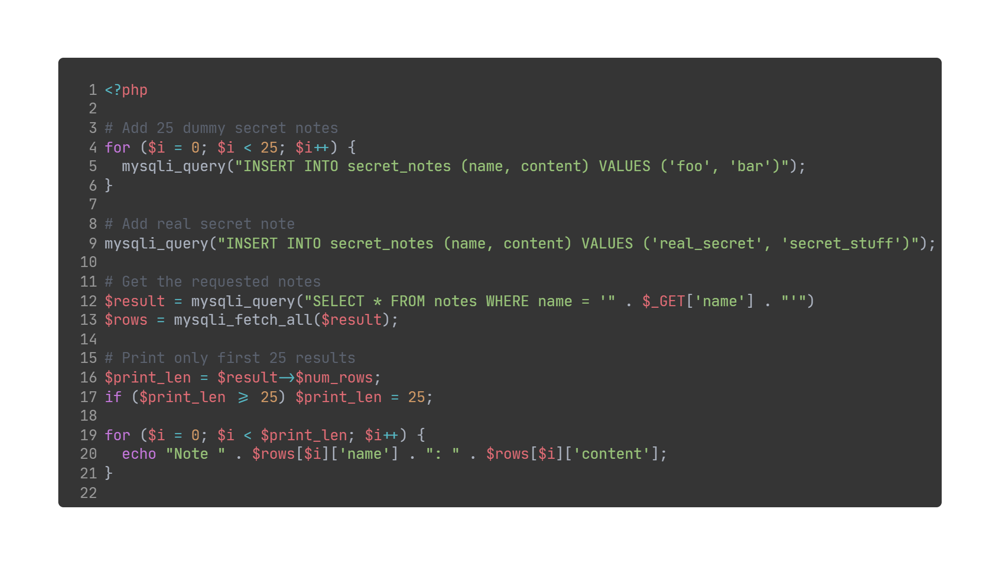 1 <?php
2
3 # Add 25 dummy secret notes
4 for ($i = 0; $i < 25; $i++) {
5   mysqli_query("INSERT INTO secret_notes (name, content) VALUES ('foo', 'bar')");
6 }
7
8 # Add real secret note
9 mysqli_query("INSERT INTO secret_notes (name, content) VALUES ('real_secret', 'secret_stuff')");
10
11 # Get the requested notes
12 $result = mysqli_query("SELECT * FROM notes WHERE name = '" . $_GET['name'] . "'")
13 $rows = mysqli_fetch_all($result);
14
15 # Print only first 25 results
16 $print_len = $result->$num_rows;
17 if ($print_len >= 25) $print_len = 25;
18
19 for ($i = 0; $i < $print_len; $i++) {
20   echo "Note " . $rows[$i]['name'] . ": " . $rows[$i]['content'];
21 }
22